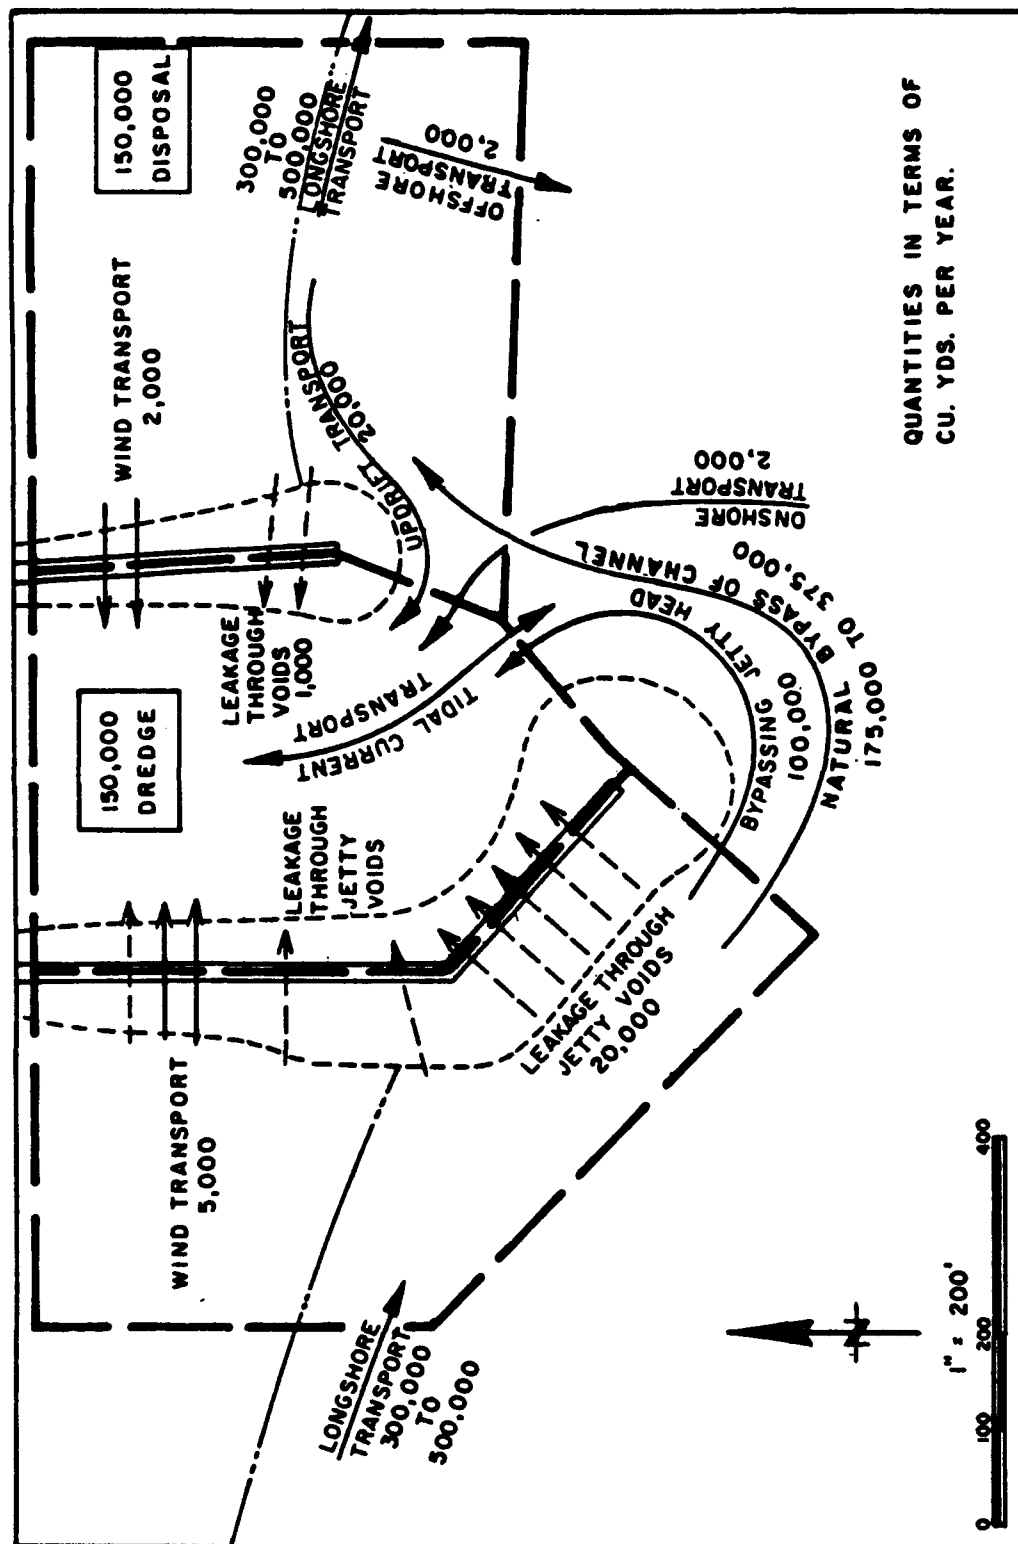 150,000
DISPOSAL
300,000
TO
500,000
LONGSHORE
TRANSPORT
OFFSHORE
TRANSPORT
2,000
WIND TRANSPORT
2,000
UPDRIFT TRANSPORT
20,000
LEAKAGE
THROUGH
VOIDS
1,000
ONSHORE
TRANSPORT
2,000
150,000
DREDGE
TIDAL CURRENT
TRANSPORT
NATURAL BYPASS OF CHANNEL
175,000 TO 375,000
BYPASSING JETTY HEAD
100,000
LEAKAGE
THROUGH
JETTY
VOIDS
LEAKAGE THROUGH
JETTY VOIDS
20,000
WIND TRANSPORT
5,000
LONGSHORE
TRANSPORT
300,000
TO
500,000
QUANTITIES IN TERMS OF
CU. YDS. PER YEAR.
N
1" = 200'
0 100 200 400